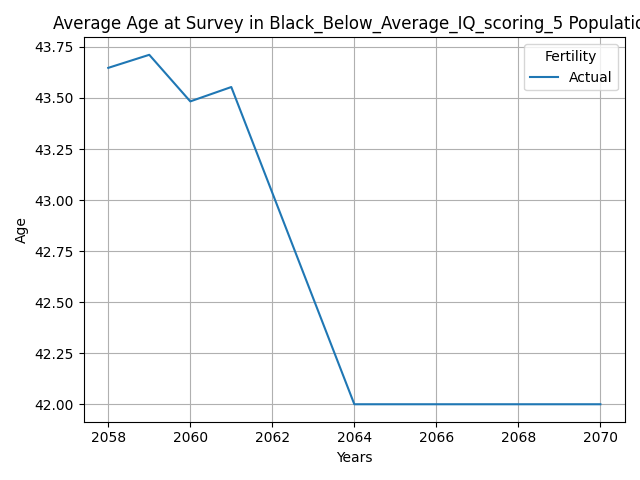 Average Age at Survey in Black_Below_Average_IQ_scoring_5 Populatio
43.75
43.50
43.25
43.00
42.75
42.50
42.25
42.00
Age
Fertility
Actual
2058 2060 2062 2064 2066 2068 2070
Years